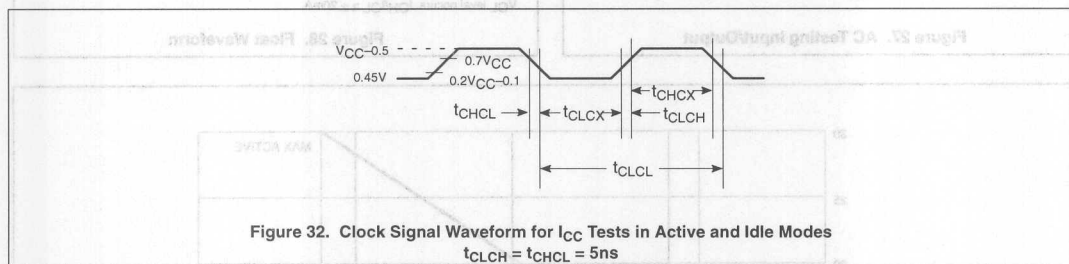 VCC–0.5
0.7VCC
0.45V
0.2VCC–0.1
tCHCX
tCHCL
tCLCX
tCLCH
tCLCL
Figure 32. Clock Signal Waveform for ICC Tests in Active and Idle Modes
tCLCH = tCHCL = 5ns
Figure 28. Float Waveform
Figure 27. AC Testing Input/Output
MAX ACTIVE